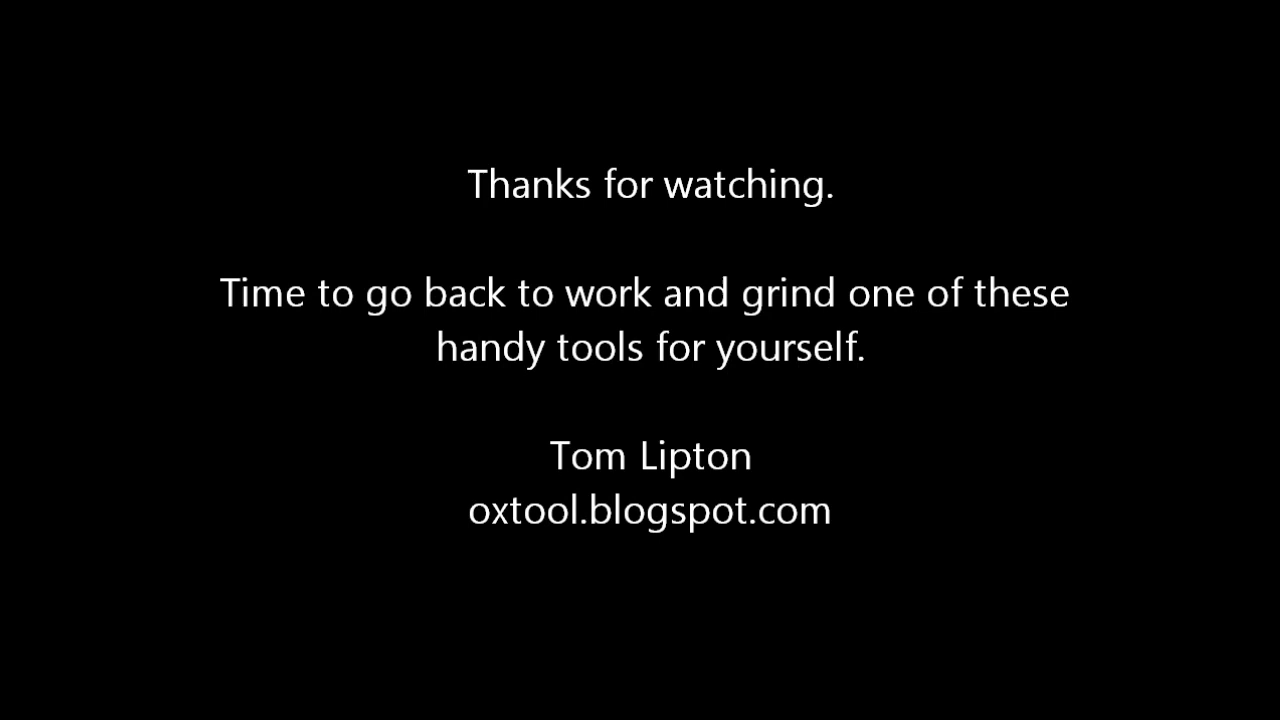 Thanks for watching.
Time to go back to work and grind one of these
handy tools for yourself.
Tom Lipton
oxtool.blogspot.com